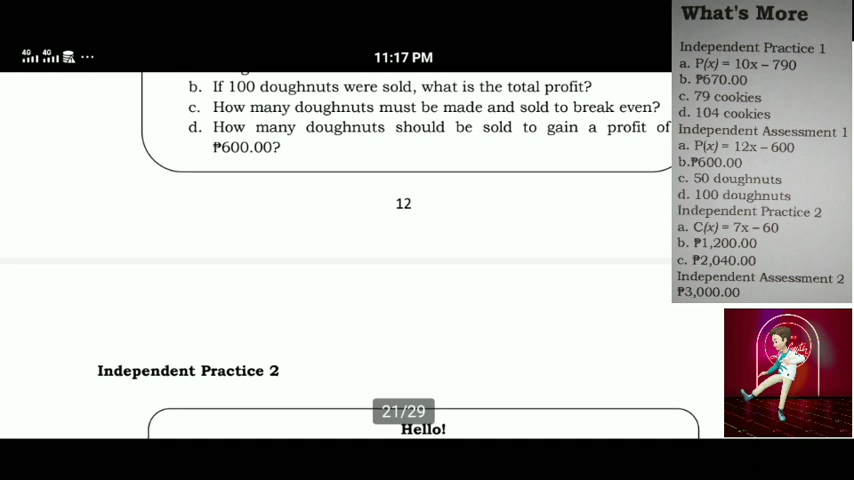 4G 4G ...
11:17 PM
b. If 100 doughnuts were sold, what is the total profit?
c. How many doughnuts must be made and sold to break even?
d. How many doughnuts should be sold to gain a profit of
₱600.00?
12
Independent Practice 2
21/29
Hello!
What's More
Independent Practice 1
a. P(x) = 10x – 790
b. ₱670.00
c. 79 cookies
d. 104 cookies
Independent Assessment 1
a. P(x) = 12x – 600
b.₱600.00
c. 50 doughnuts
d. 100 doughnuts
Independent Practice 2
a. C(x) = 7x – 60
b. ₱1,200.00
c. ₱2,040.00
Independent Assessment 2
₱3,000.00